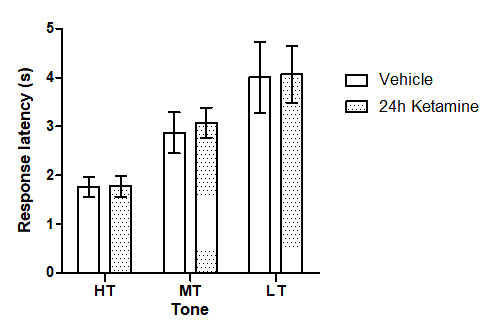 Response latency (s)
5
4
3
2
1
0
HT MT LT
Tone
Vehicle
24h Ketamine